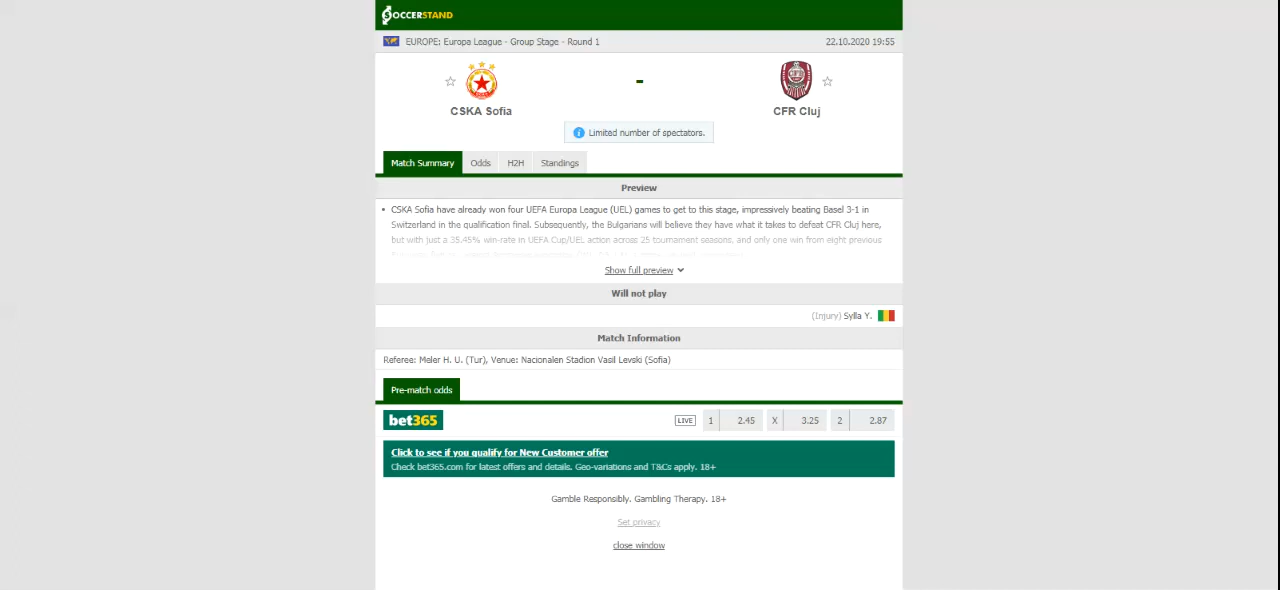 SOCCERSTAND
EUROPE: Europa League - Group Stage - Round 1 22.10.2020 19:55
-
CSKA Sofia CFR Cluj
Limited number of spectators.
Match Summary Odds H2H Standings
Preview
• CSKA Sofia have already won four UEFA Europa League (UEL) games to get to this stage, impressively beating Basel 3-1 in
Switzerland in the qualification final. Subsequently, the Bulgarians will believe they have what it takes to defeat CFR Cluj here,
but with just a 35.45% win-rate in UEFA Cup/UEL action across 25 tournament seasons, and only one win from eight previous
Show full preview
Will not play
(Injury) Sylla Y.
Match Information
Referee: Meler H. U. (Tur), Venue: Nacionalen Stadion Vasil Levski (Sofia)
Pre-match odds
bet365 LIVE 1 2.45 X 3.25 2 2.87
Click to see if you qualify for New Customer offer
Check bet365.com for latest offers and details. Geo-variations and T&Cs apply. 18+
Gamble Responsibly. Gambling Therapy. 18+
Set privacy
close window